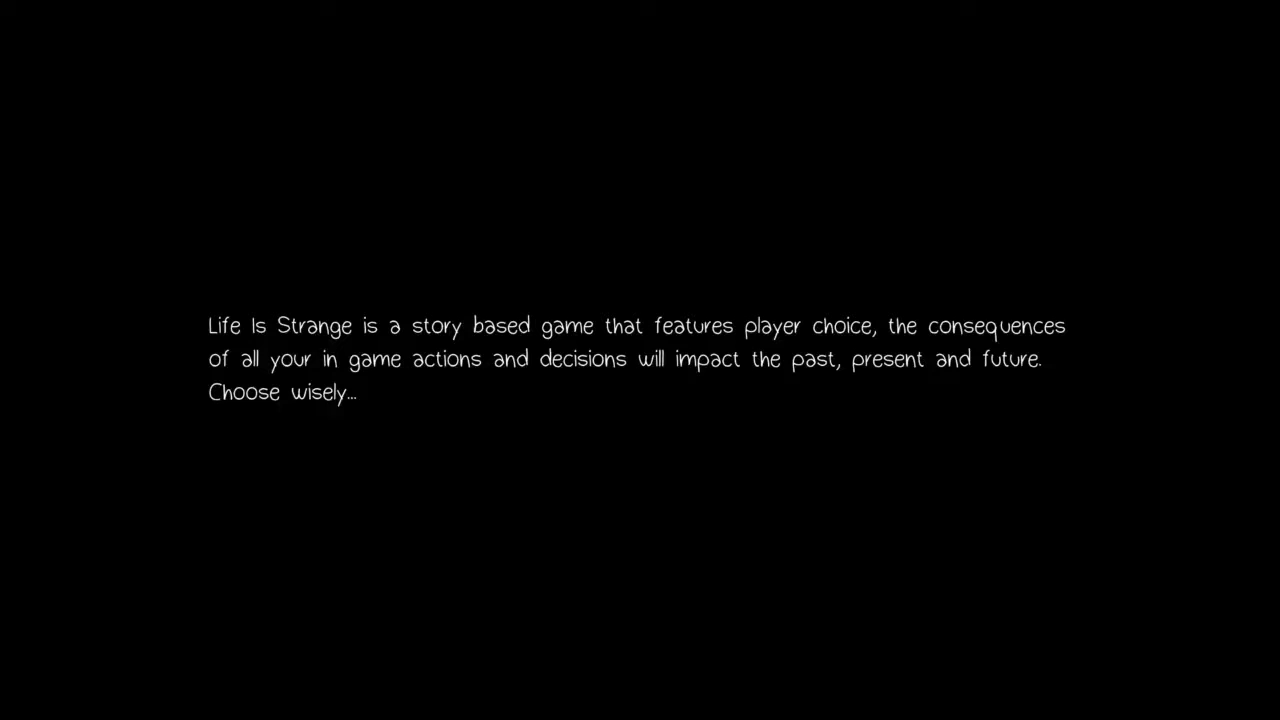 Life Is Strange is a story based game that features player choice, the consequences
of all your in game actions and decisions will impact the past, present and future.
Choose wisely...